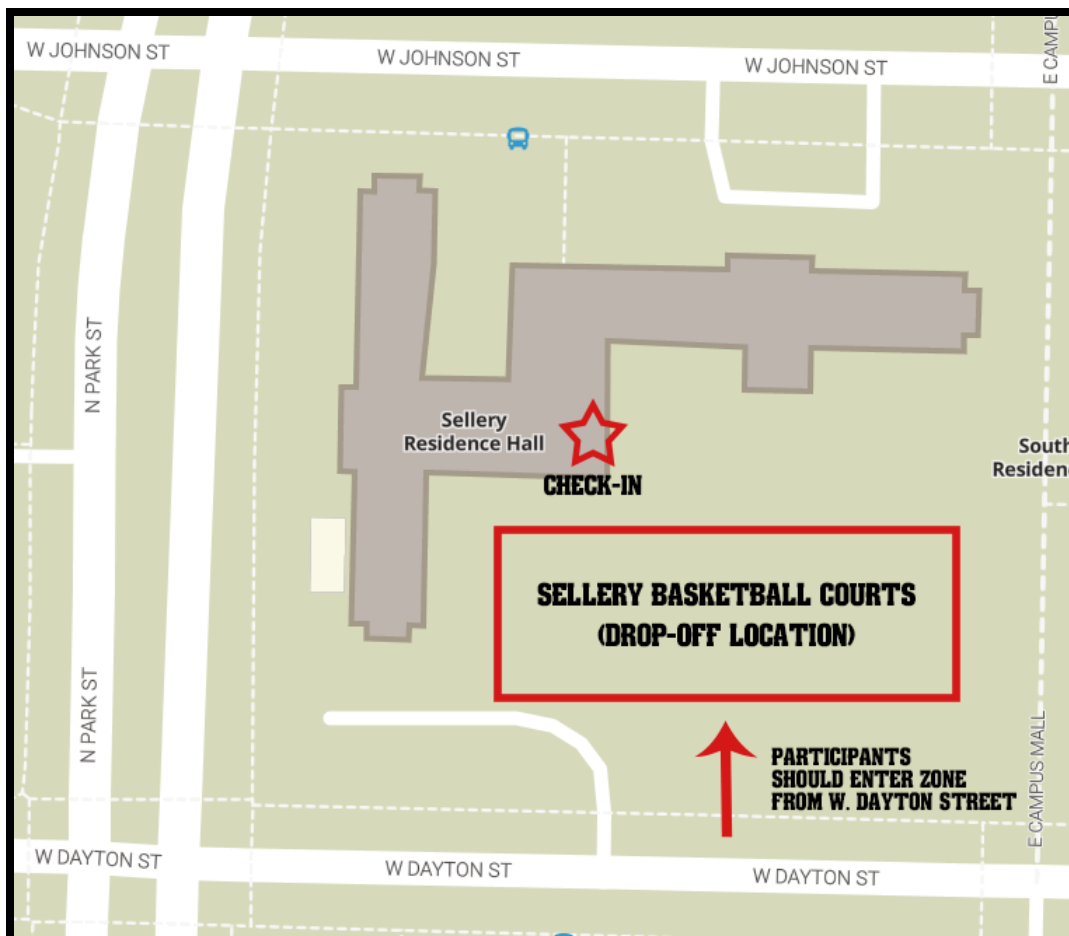 W JOHNSON ST
W JOHNSON ST
W JOHNSON ST
E CAMPU
N PARK ST
Sellery
Residence Hall
South
Residenc
CHECK-IN
SELLERY BASKETBALL COURTS
(DROP-OFF LOCATION)
N PARK ST
PARTICIPANTS
SHOULD ENTER ZONE
FROM W. DAYTON STREET
E CAMPUS MALL
W DAYTON ST
W DAYTON ST
W DAYTON ST